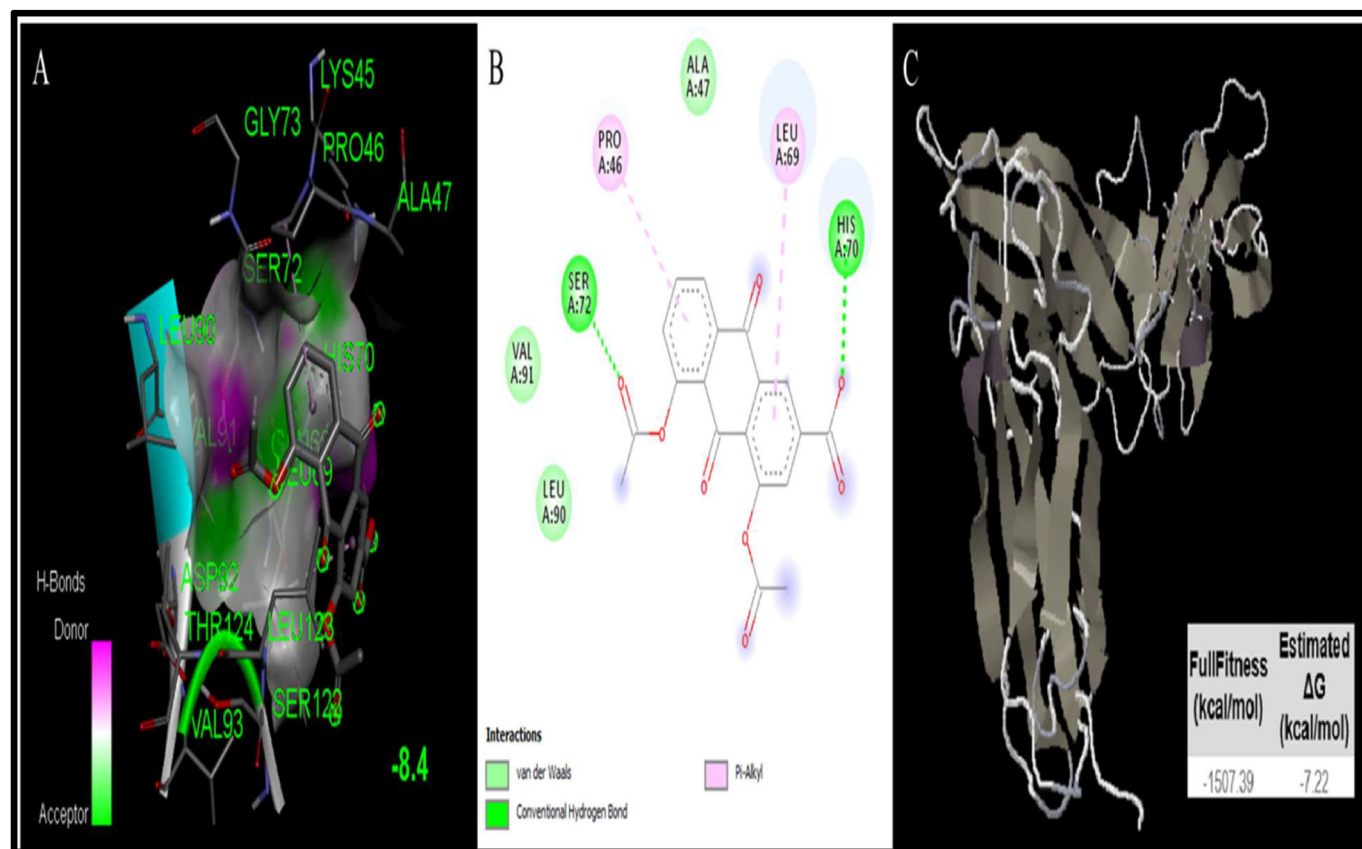 A
LYS45
GLY73
PRO46
ALA47
SER72
HIS70
VAL91
ASP92
THR124
LEU123
SER122
VAL93
H-Bonds
Donor
Acceptor
-8.4
B
ALA
A:47
PRO
A:46
LEU
A:69
HIS
A:70
SER
A:72
VAL
A:91
LEU
A:90
O
O
O
O
O
O
O
O
Interactions
van der Waals
Conventional Hydrogen Bond
Pi-Alkyl
C
FullFitness
(kcal/mol)
Estimated
ΔG
(kcal/mol)
-1507.39
-7.22